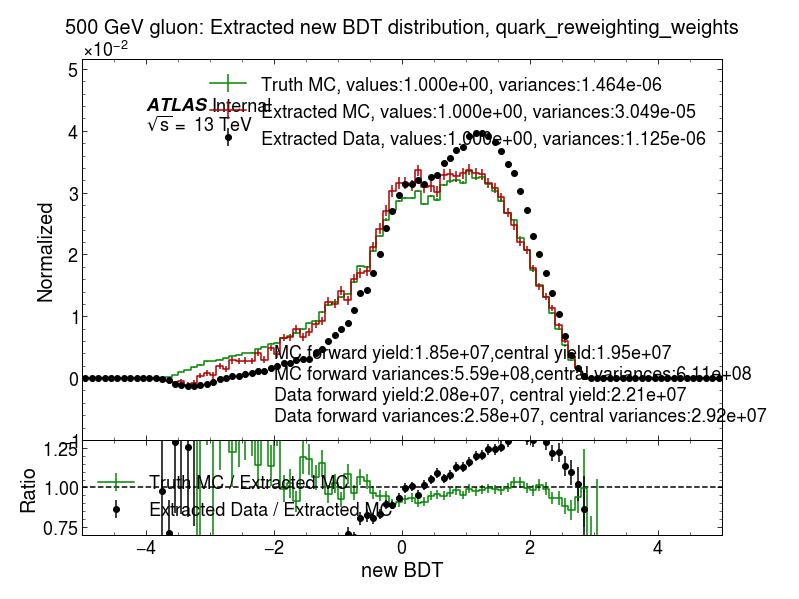 500 GeV gluon: Extracted new BDT distribution, quark_reweighting_weights
×10⁻²
Truth MC, values:1.000e+00, variances:1.464e-06
ATLAS Internal
Extracted MC, values:1.000e+00, variances:3.049e-05
√s = 13 TeV
Extracted Data, values:1.000e+00, variances:1.125e-06
5
4
3
2
1
0
−1
Normalized
MC forward yield:1.85e+07,central yield:1.95e+07
MC forward variances:5.59e+08,central variances:6.11e+08
Data forward yield:2.08e+07, central yield:2.21e+07
Data forward variances:2.58e+07, central variances:2.92e+07
1.25
1.00
0.75
Ratio
Truth MC / Extracted MC
Extracted Data / Extracted MC
−4 −2 0 2 4
new BDT